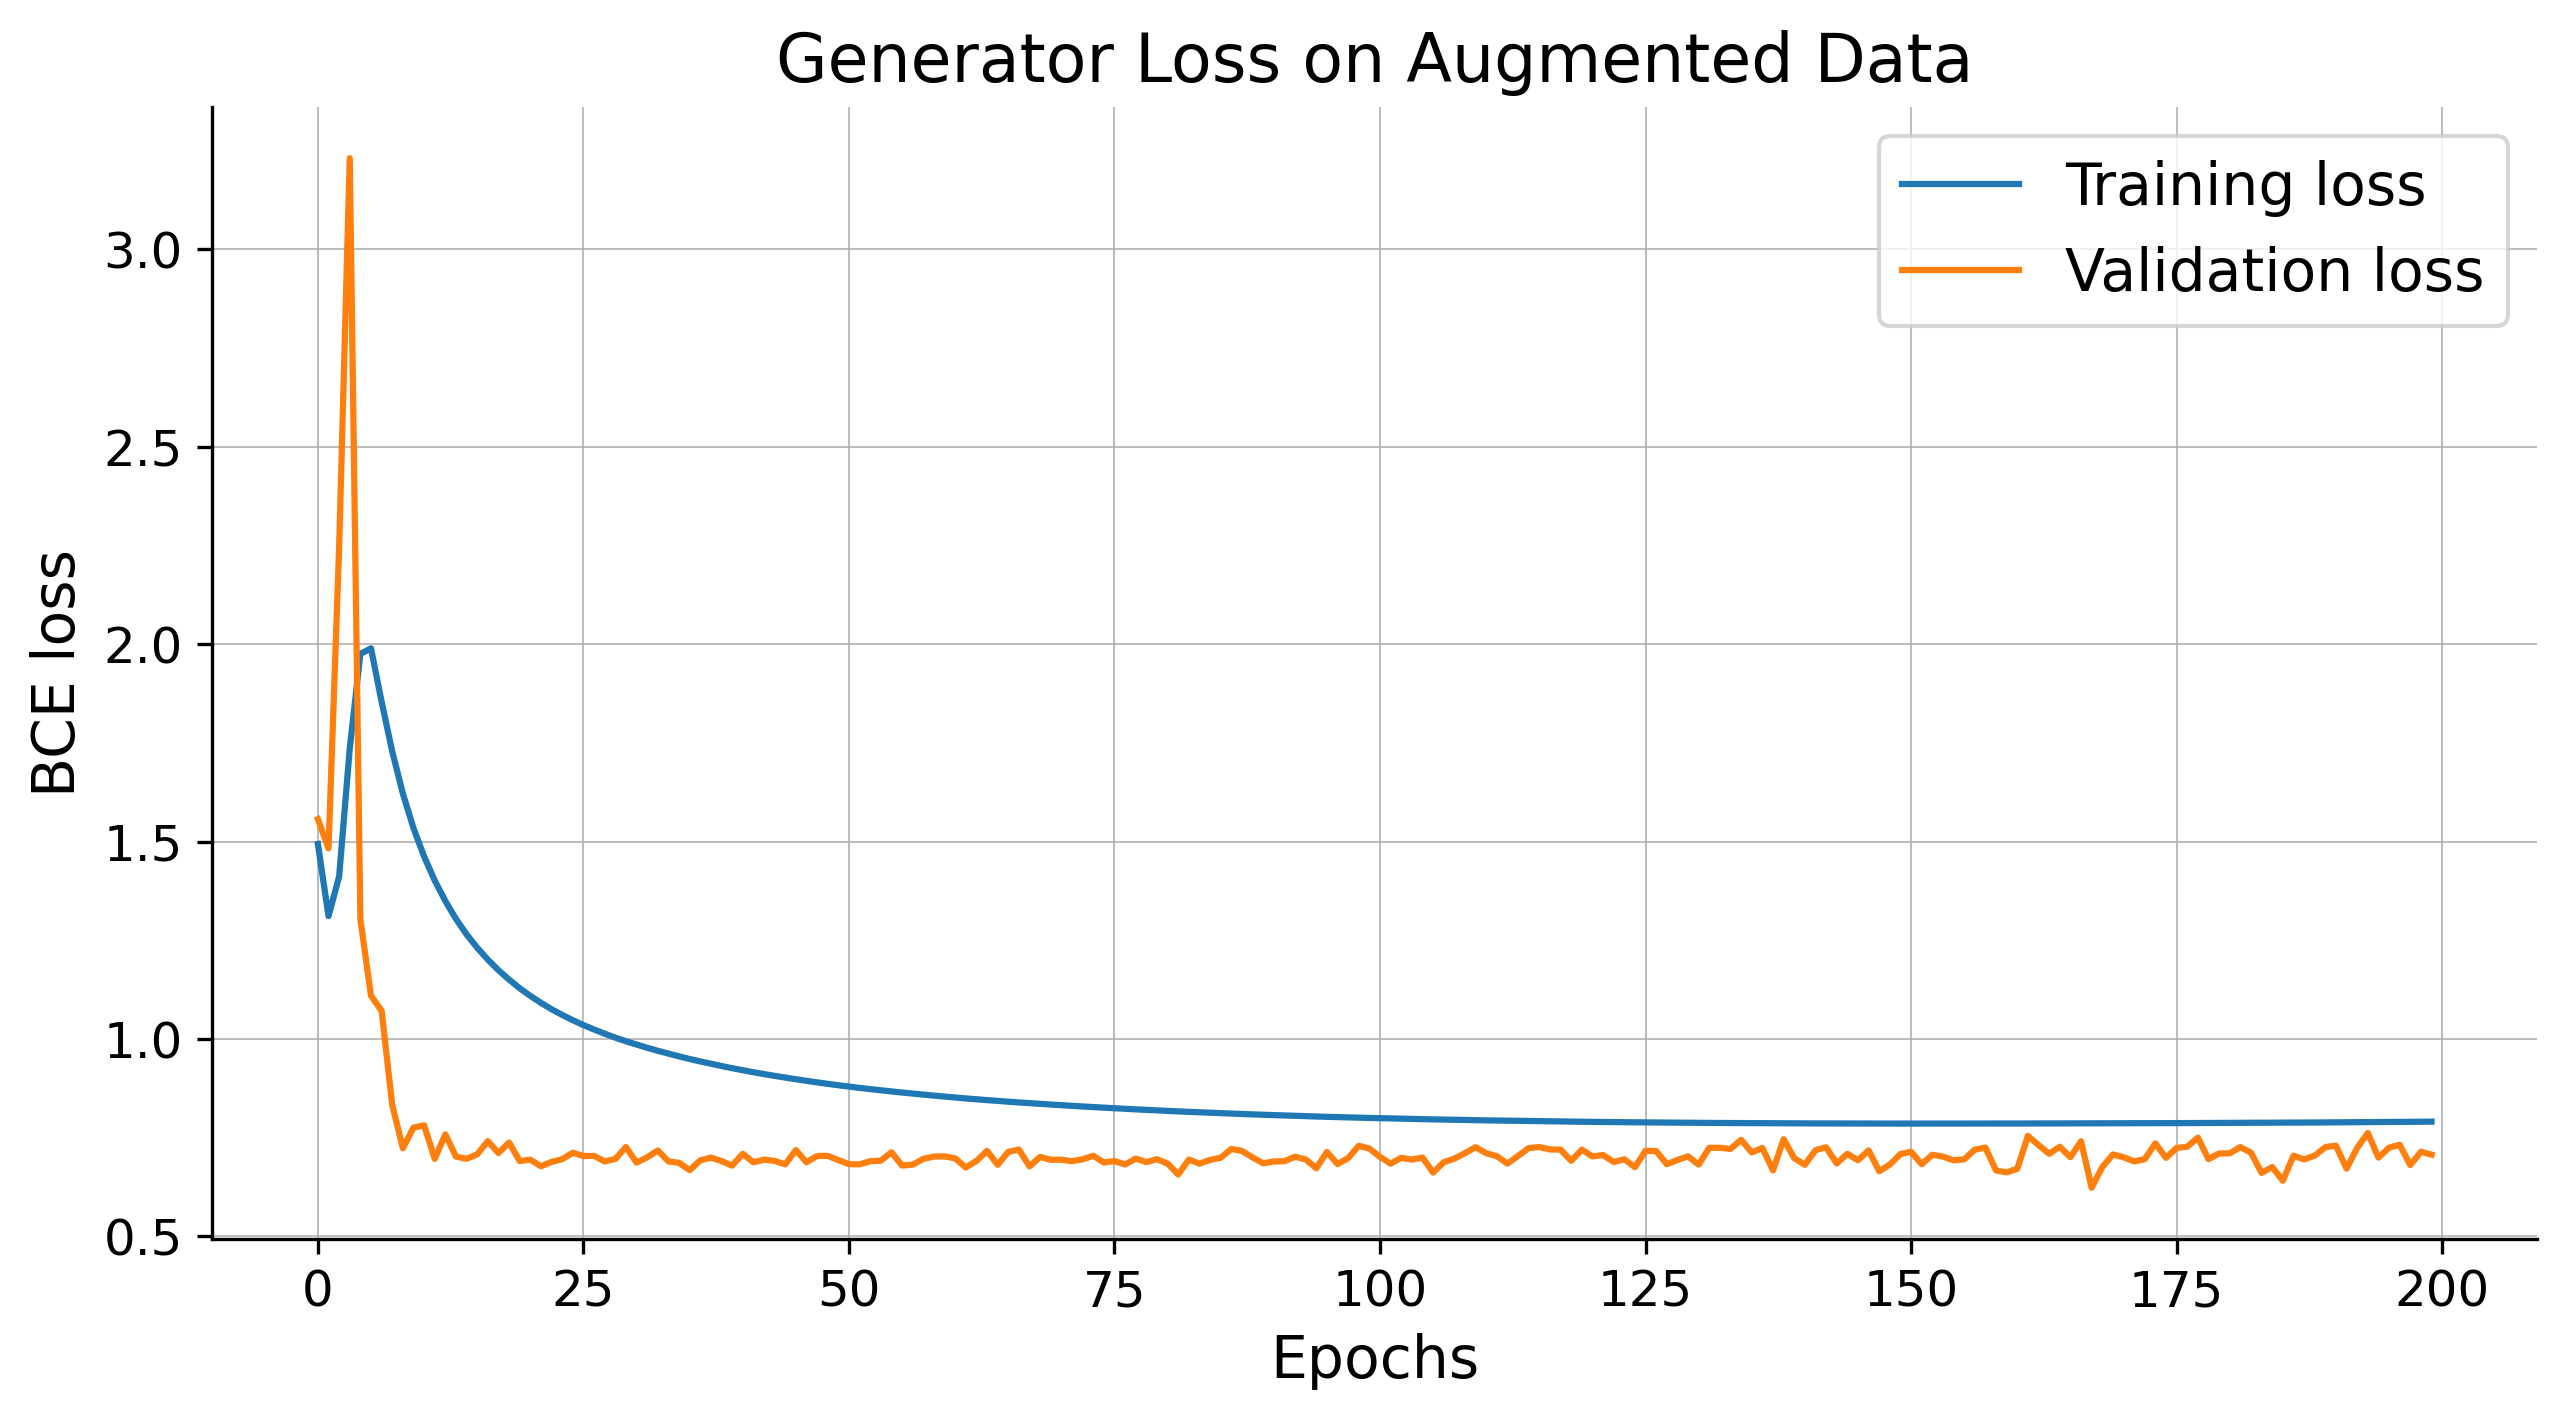 Generator Loss on Augmented Data
Training loss
Validation loss
BCE loss
3.0
2.5
2.0
1.5
1.0
0.5
0 25 50 75 100 125 150 175 200
Epochs